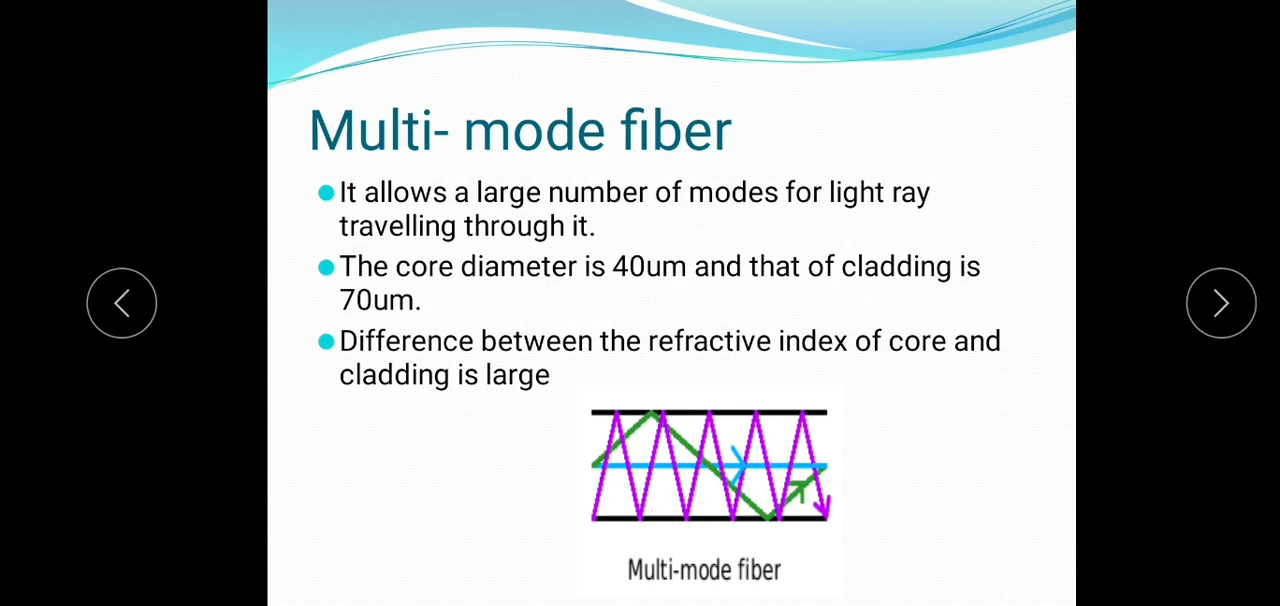 Multi- mode fiber
It allows a large number of modes for light ray
travelling through it.
The core diameter is 40um and that of cladding is
70um.
Difference between the refractive index of core and
cladding is large
Multi-mode fiber